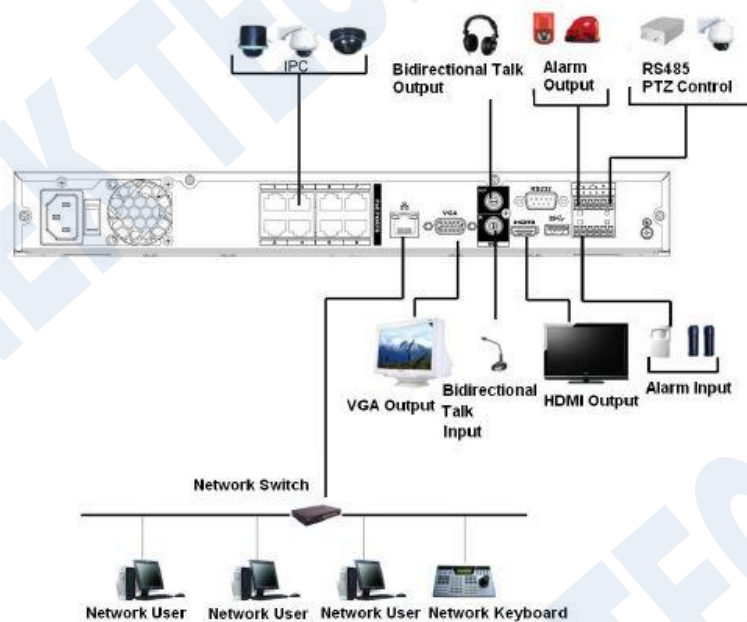 IPC
Bidirectional Talk
Output
Alarm
Output
RS485
PTZ Control
VGA
RS232
HDMI
VGA Output
Bidirectional
Talk
Input
HDMI Output
Alarm Input
Network Switch
Network User
Network User
Network User
Network Keyboard